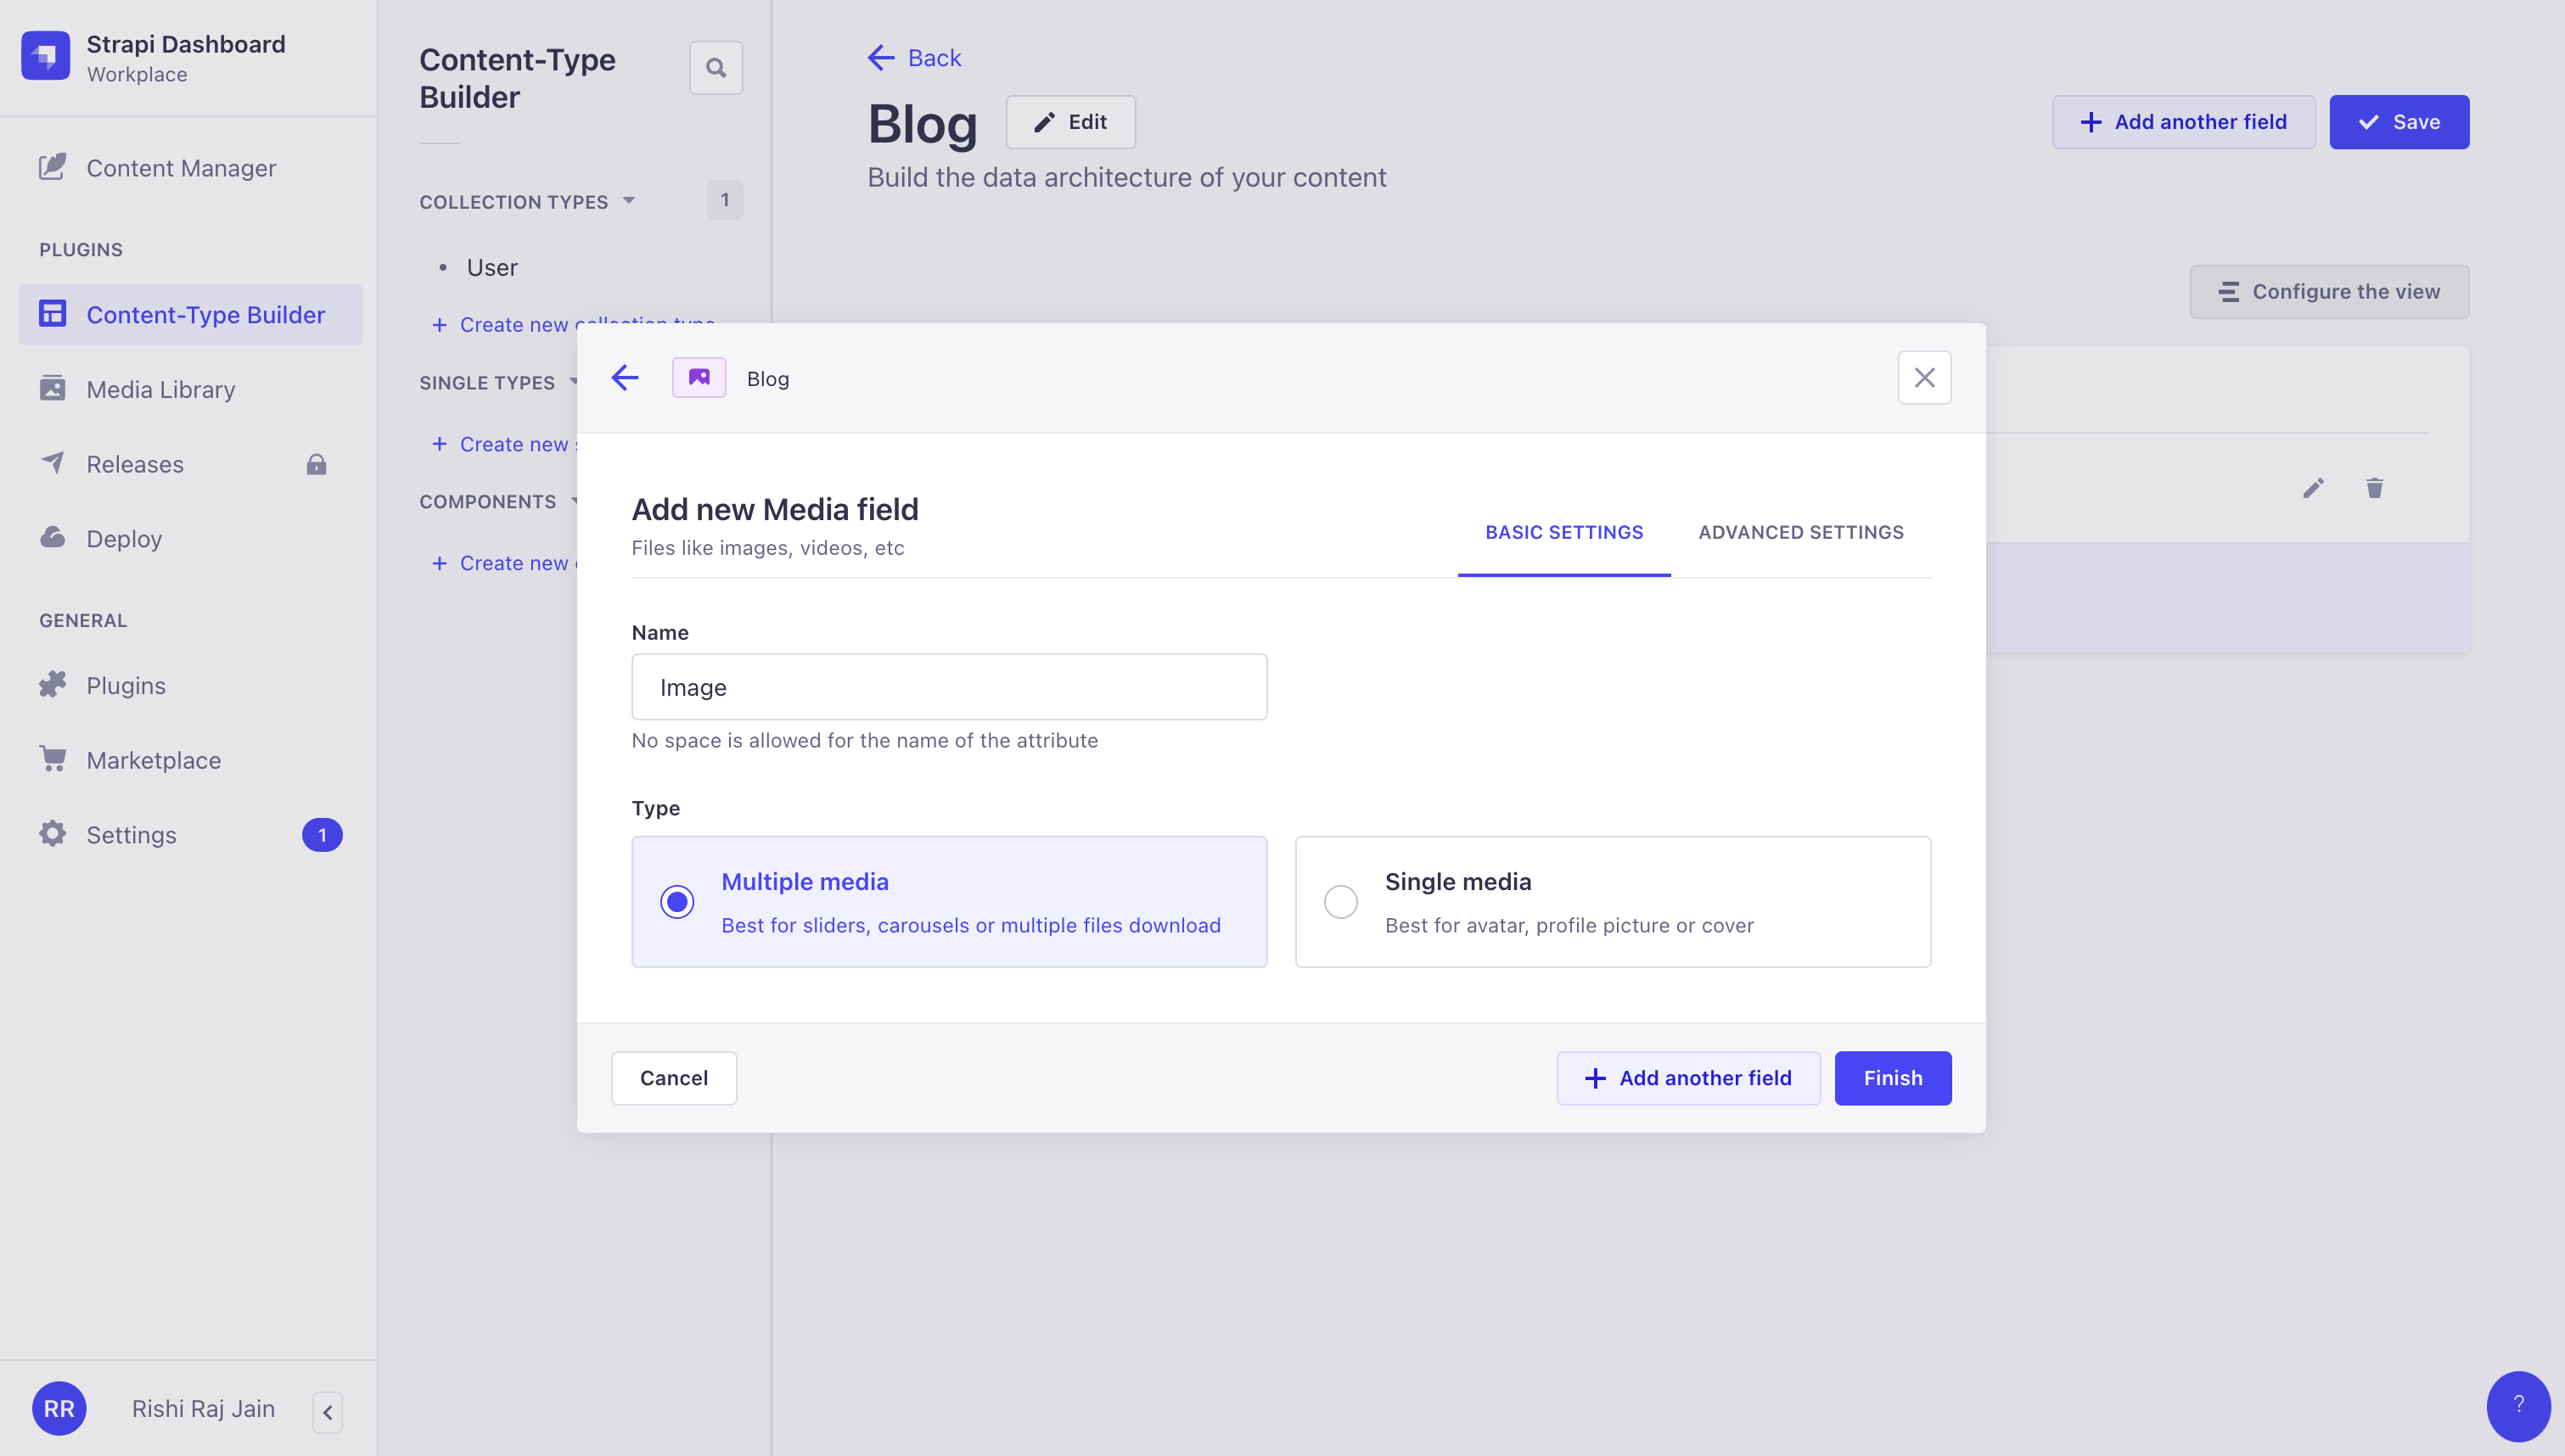 Strapi Dashboard
Workplace
Content Manager
PLUGINS
Content-Type Builder
Media Library
Releases
Deploy
GENERAL
Plugins
Marketplace
Settings
1
RR
Rishi Raj Jain
Content-Type
Builder
COLLECTION TYPES
1
User
Create new collection type
SINGLE TYPES
Create new
COMPONENTS
Create new
Back
Blog
Edit
Build the data architecture of your content
Add another field
Save
Configure the view
Blog
Add new Media field
Files like images, videos, etc
BASIC SETTINGS
ADVANCED SETTINGS
Name
Image
No space is allowed for the name of the attribute
Type
Multiple media
Best for sliders, carousels or multiple files download
Single media
Best for avatar, profile picture or cover
Cancel
Add another field
Finish
?